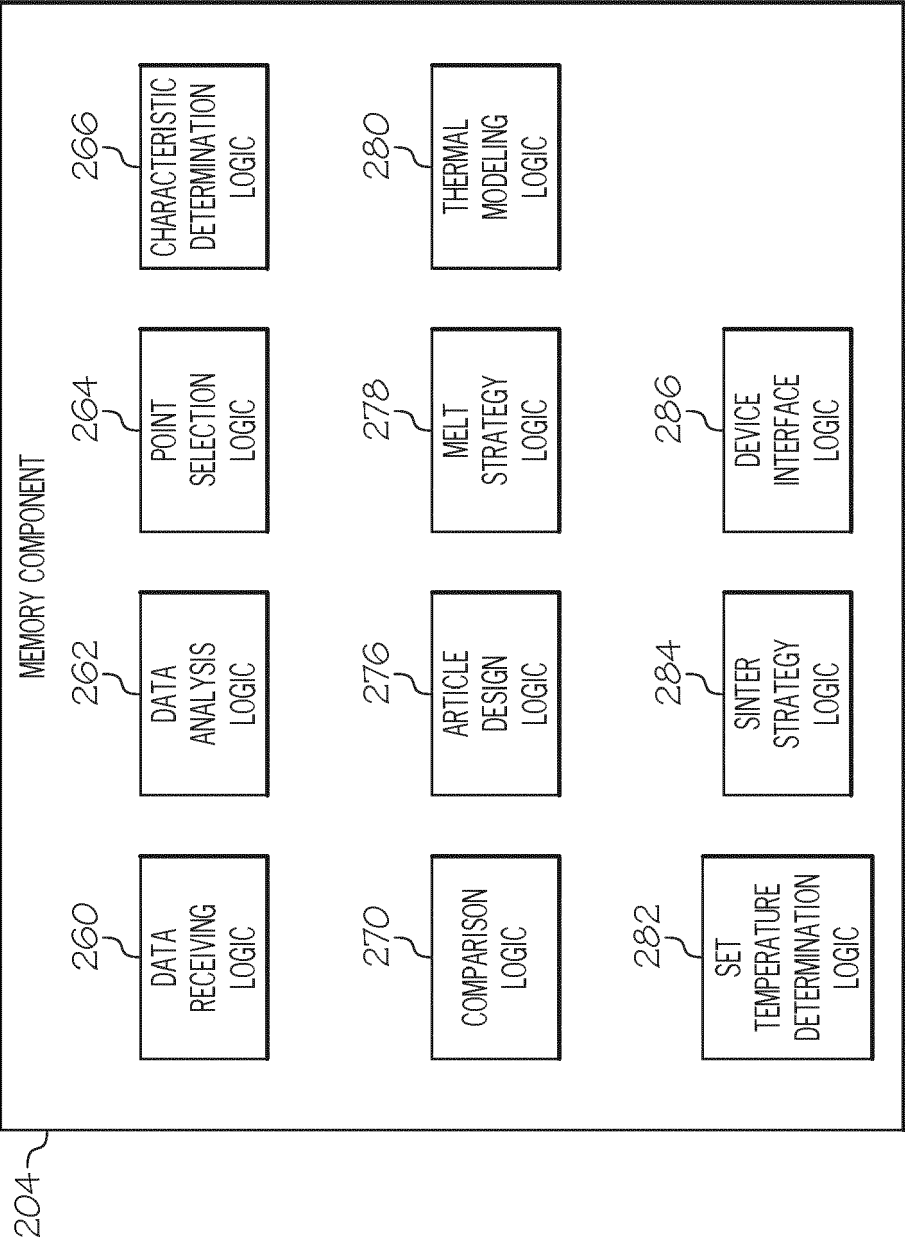 204
MEMORY COMPONENT
260
DATA
RECEIVING
LOGIC
262
DATA
ANALYSIS
LOGIC
264
POINT
SELECTION
LOGIC
266
CHARACTERISTIC
DETERMINATION
LOGIC
270
COMPARISON
LOGIC
276
ARTICLE
DESIGN
LOGIC
278
MELT
STRATEGY
LOGIC
280
THERMAL
MODELING
LOGIC
282
SET
TEMPERATURE
DETERMINATION
LOGIC
284
SINTER
STRATEGY
LOGIC
286
DEVICE
INTERFACE
LOGIC